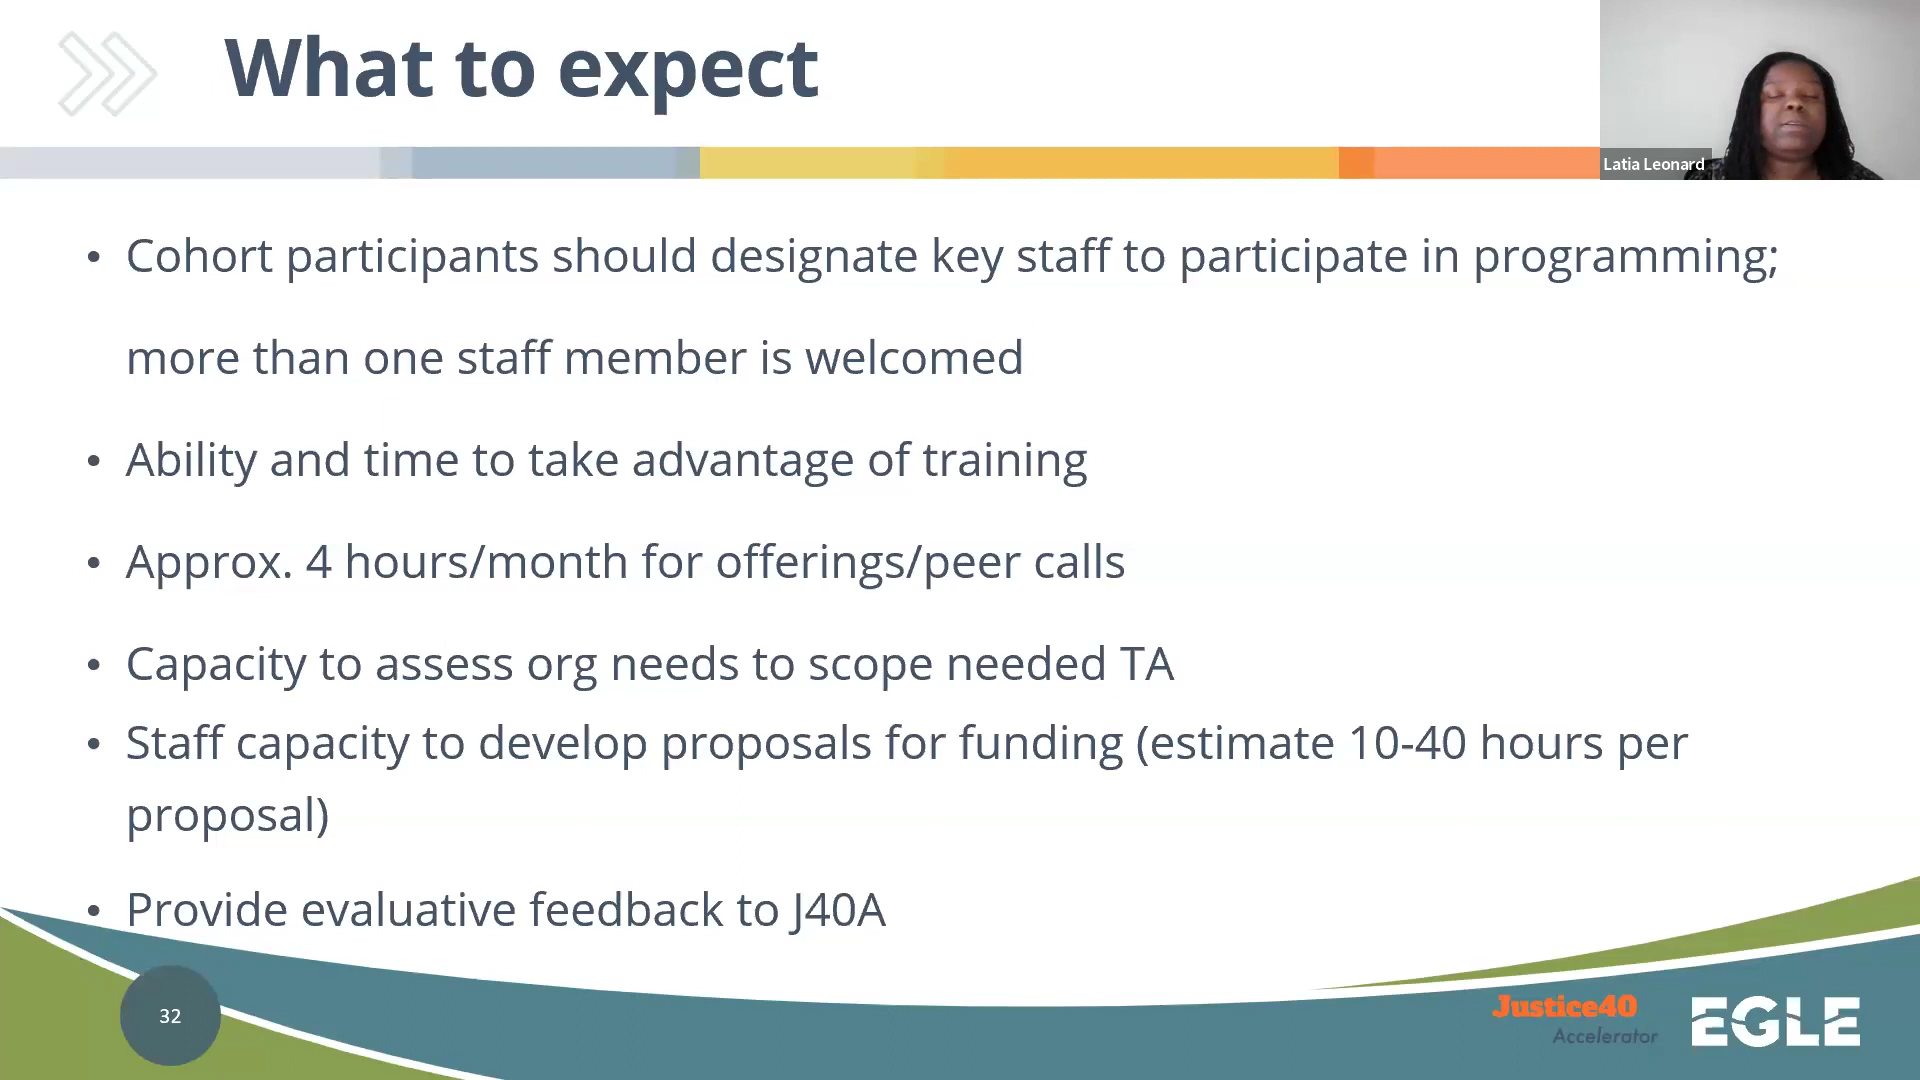 What to expect
Latia Leonard
• Cohort participants should designate key staff to participate in programming;
more than one staff member is welcomed
• Ability and time to take advantage of training
• Approx. 4 hours/month for offerings/peer calls
• Capacity to assess org needs to scope needed TA
• Staff capacity to develop proposals for funding (estimate 10-40 hours per
proposal)
• Provide evaluative feedback to J40A
32
Justice40
Accelerator
EGLE